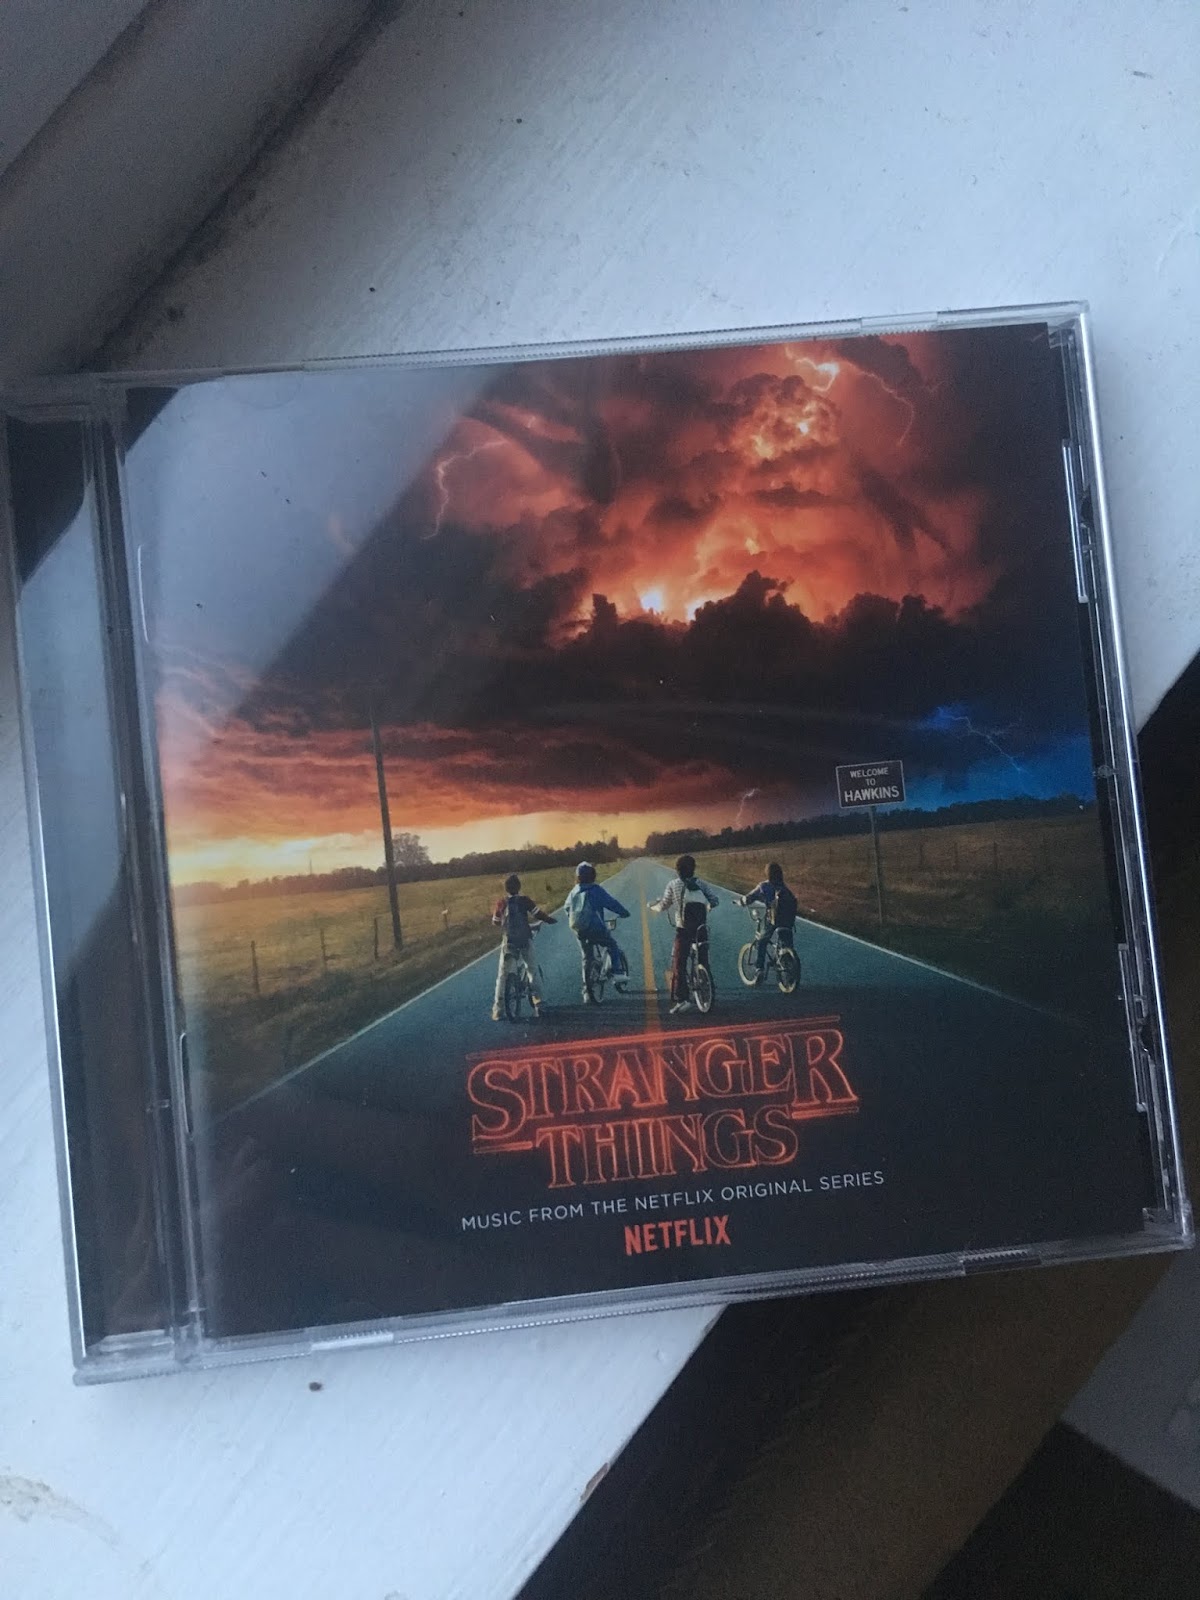 WELCOME
TO
HAWKINS
STRANGER
THINGS
MUSIC FROM THE NETFLIX ORIGINAL SERIES
NETFLIX